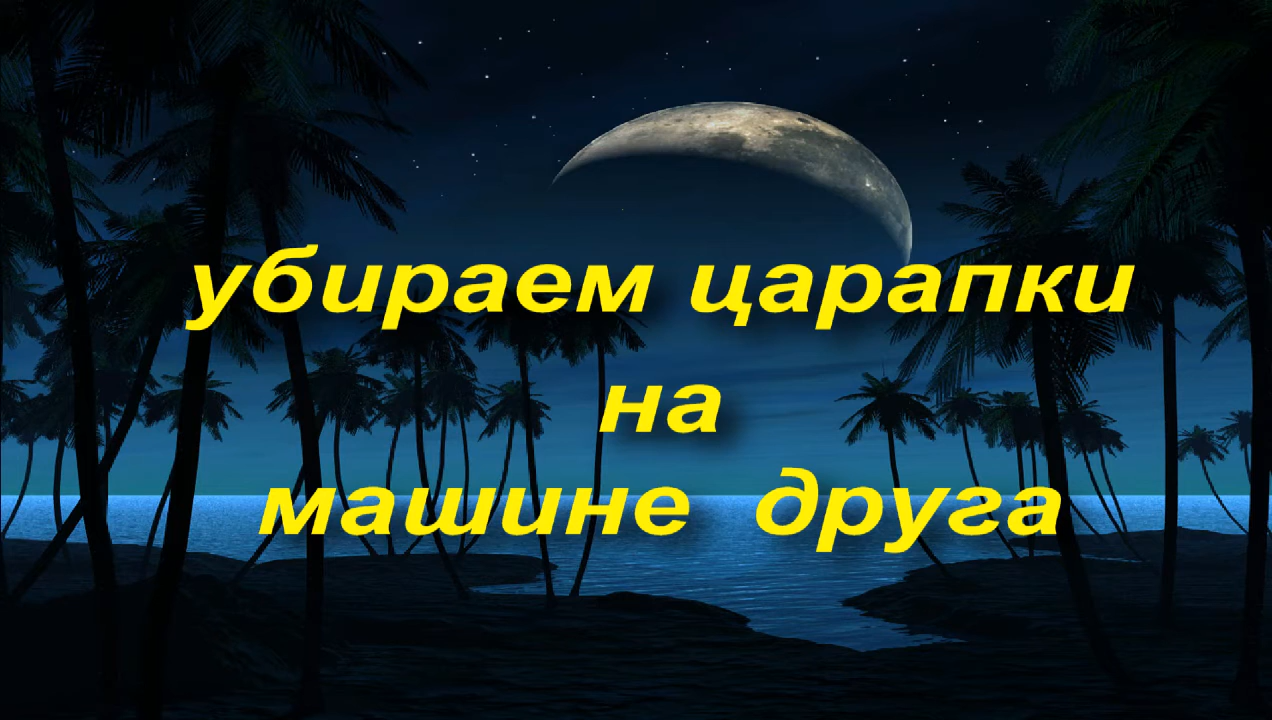 убираем царапки
на
машине друга